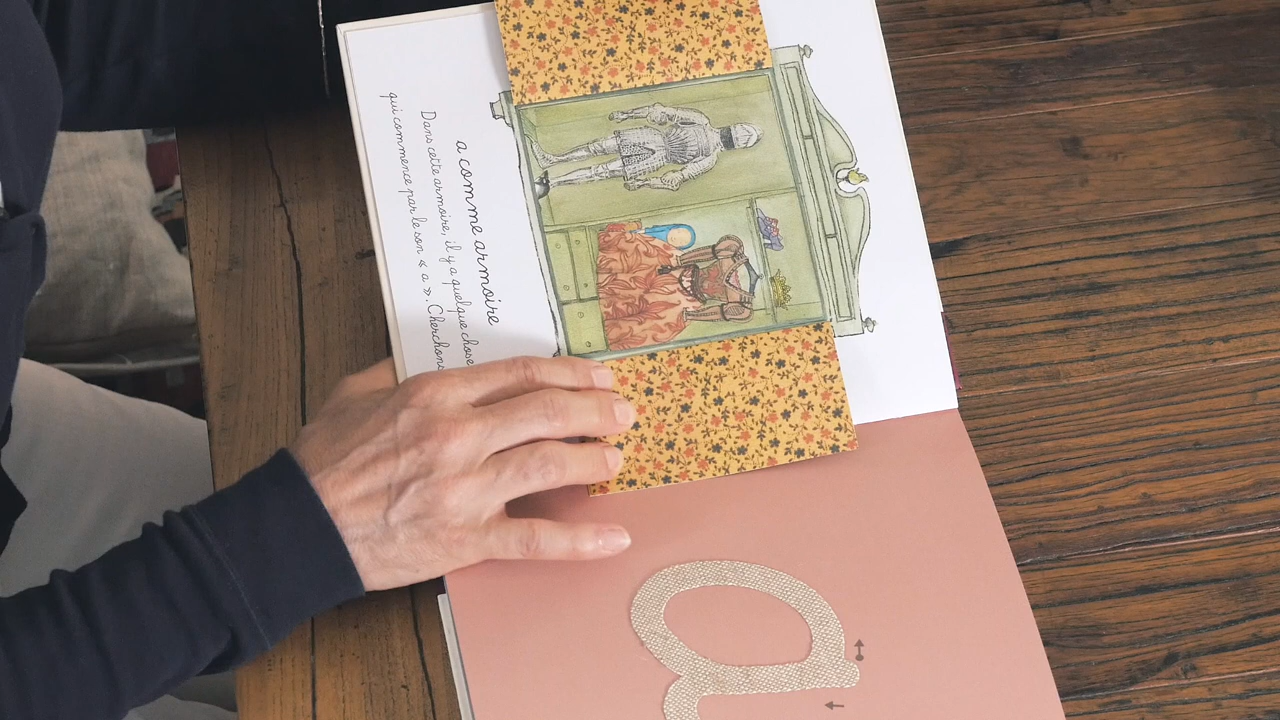 a comme armoire
Dans cette armoire, il y a quelque chose
qui commence par le son « a ». Cherchons
a